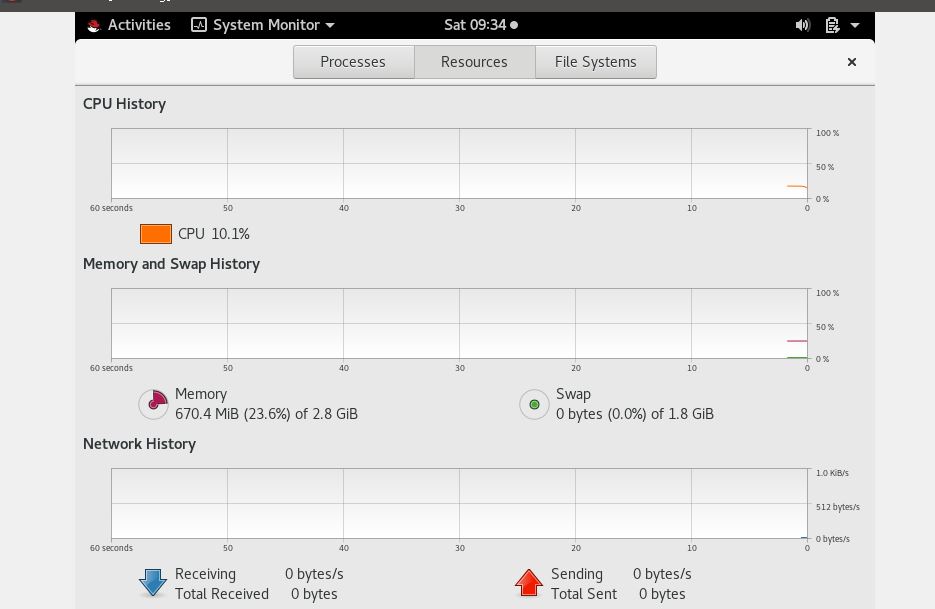 Activities System Monitor Sat 09:34
Processes Resources File Systems
CPU History
100 %
50 %
0 %
60 seconds 50 40 30 20 10 0
CPU 10.1%
Memory and Swap History
100 %
50 %
0 %
60 seconds 50 40 30 20 10 0
Memory Swap
670.4 MiB (23.6%) of 2.8 GiB 0 bytes (0.0%) of 1.8 GiB
Network History
1.0 KiB/s
512 bytes/s
0 bytes/s
60 seconds 50 40 30 20 10 0
Receiving 0 bytes/s Sending 0 bytes/s
Total Received 0 bytes Total Sent 0 bytes